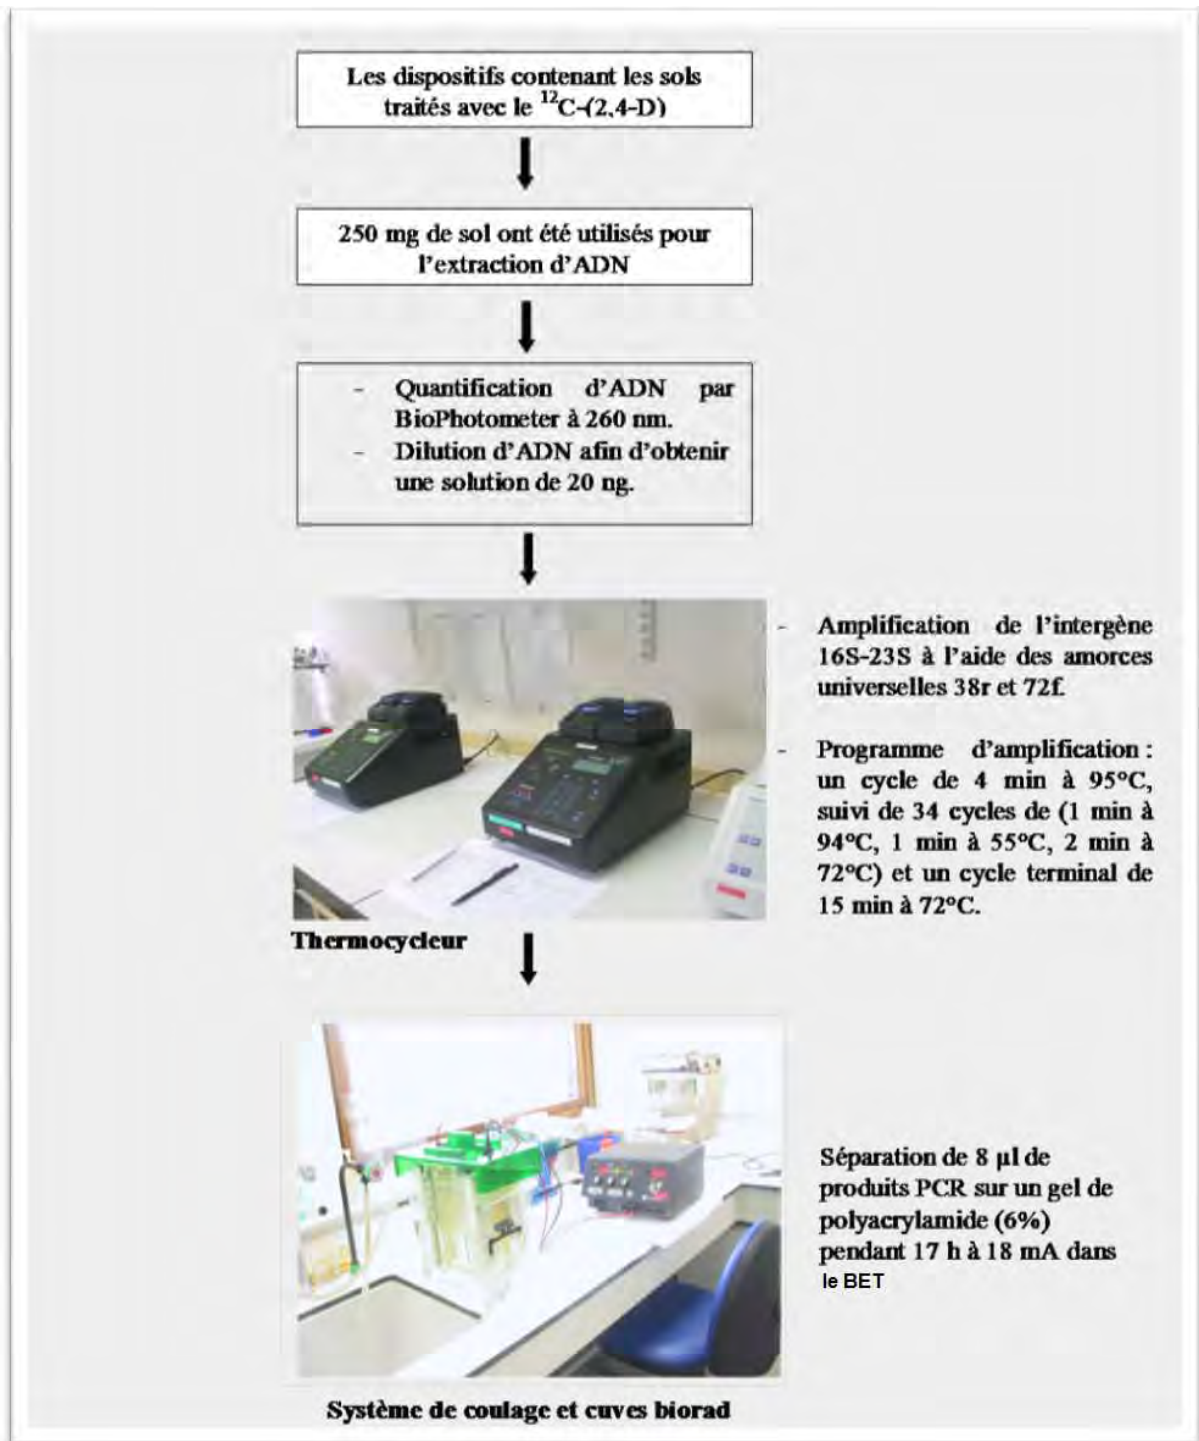 Les dispositifs contenant les sols
traités avec le ¹²C-(2,4-D)
250 mg de sol ont été utilisés pour
l’extraction d’ADN
- Quantification d’ADN par
BioPhotometer à 260 nm.
- Dilution d’ADN afin d’obtenir
une solution de 20 ng.
- Amplification de l’intergène
16S-23S à l’aide des amorces
universelles 38r et 72f.
- Programme d’amplification :
un cycle de 4 min à 95°C,
suivi de 34 cycles de (1 min à
94°C, 1 min à 55°C, 2 min à
72°C) et un cycle terminal de
15 min à 72°C.
Thermocycleur
Séparation de 8 µl de
produits PCR sur un gel de
polyacrylamide (6%)
pendant 17 h à 18 mA dans
le BET
Système de coulage et cuves biorad